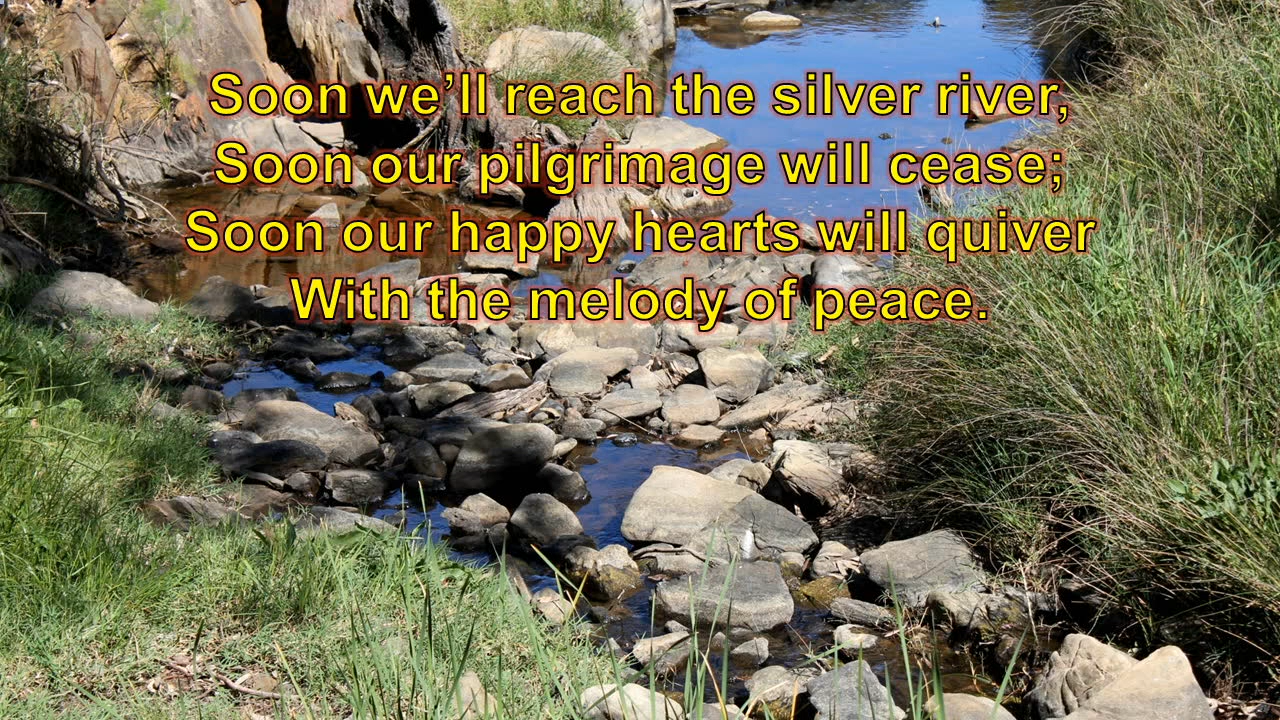 Soon we’ll reach the silver river,
Soon our pilgrimage will cease;
Soon our happy hearts will quiver
With the melody of peace.